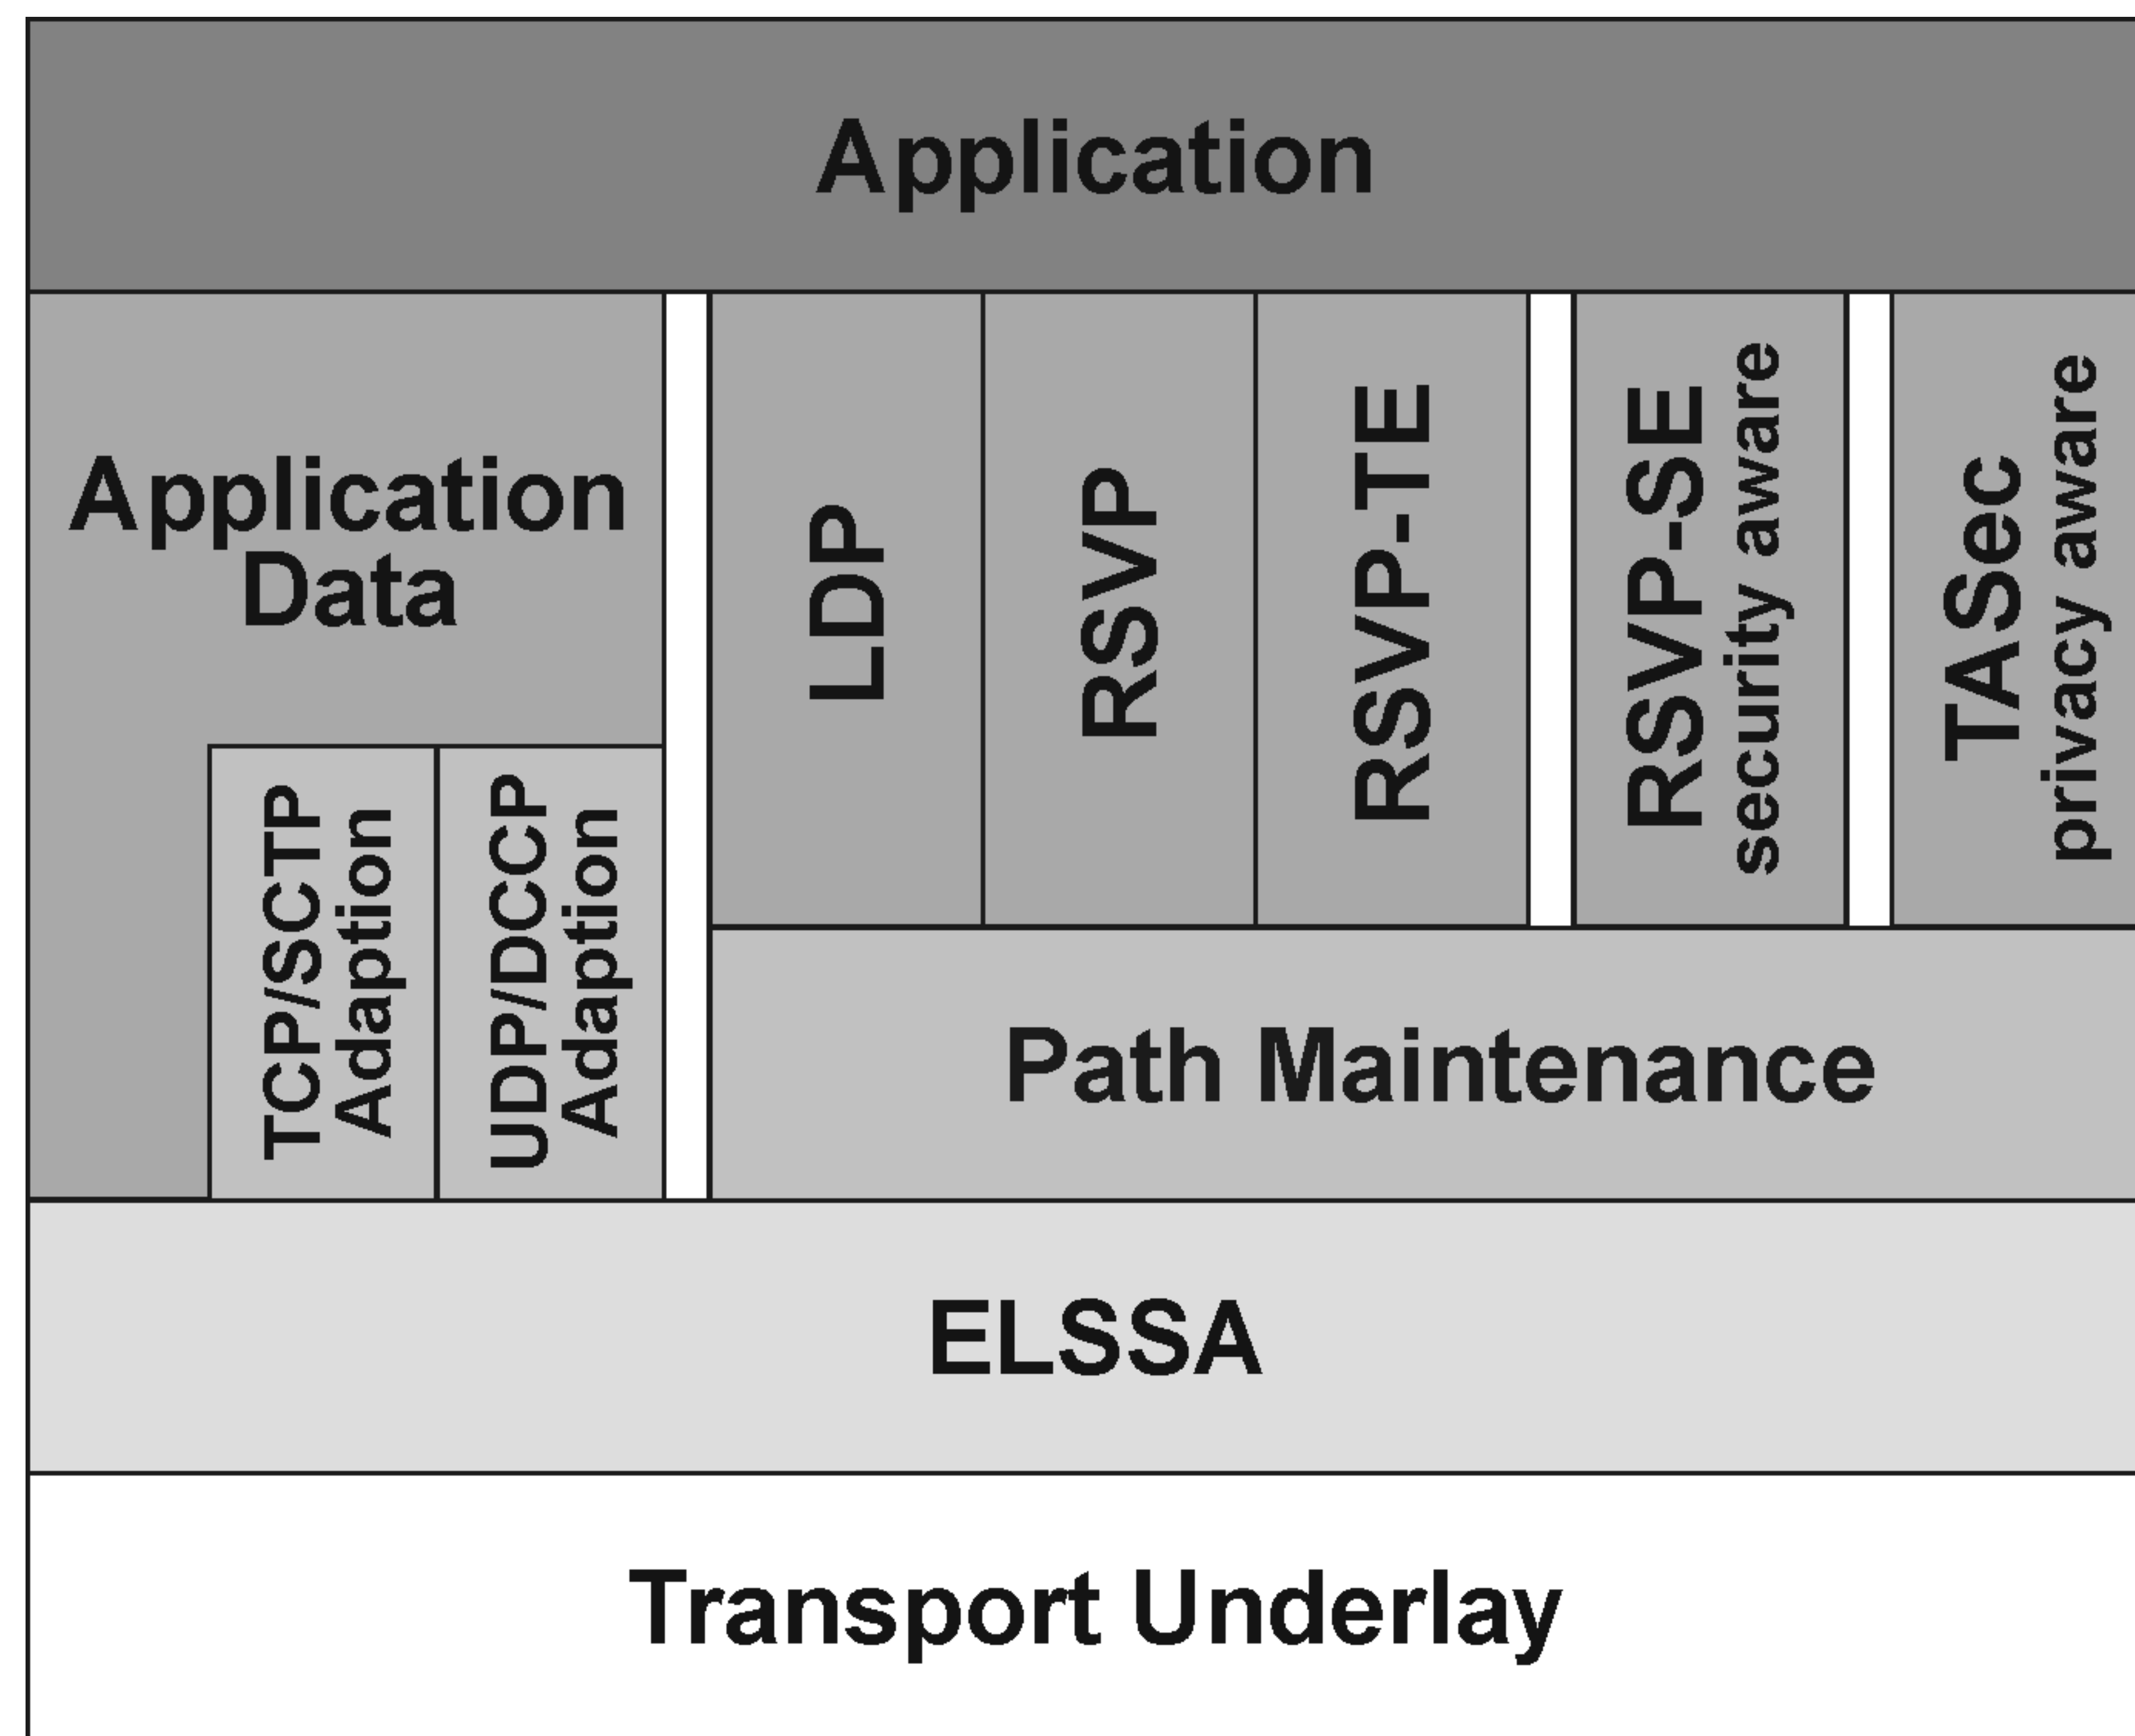 Application
Application
Data
TCP/SCTP
Adaption
UDP/DCCP
Adaption
LDP
RSVP
RSVP-TE
RSVP-SE
security aware
TASec
privacy aware
Path Maintenance
ELSSA
Transport Underlay